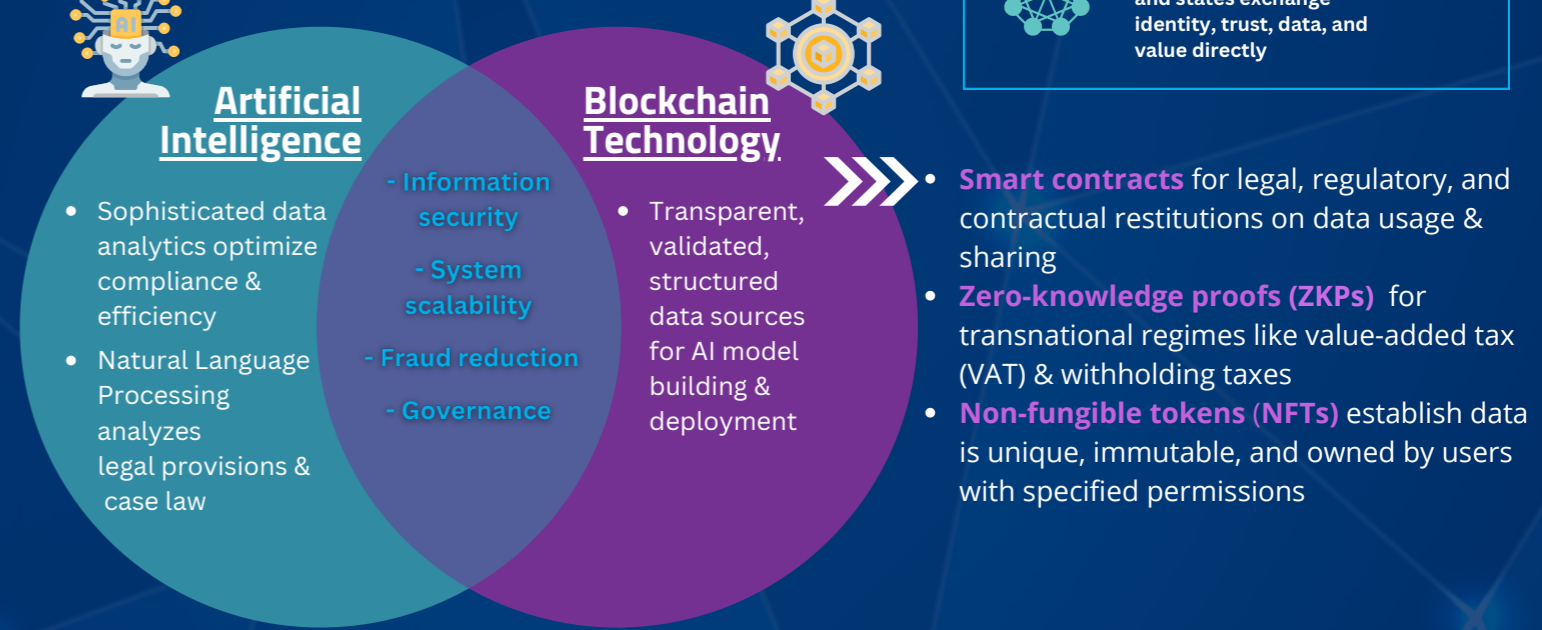 AI
Artificial
Intelligence
• Sophisticated data
analytics optimize
compliance &
efficiency
• Natural Language
Processing
analyzes
legal provisions &
case law
- Information
security
- System
scalability
- Fraud reduction
- Governance
Blockchain
Technology
• Transparent,
validated,
structured
data sources
for AI model
building &
deployment
and states exchange
identity, trust, data, and
value directly
• Smart contracts for legal, regulatory, and
contractual restitutions on data usage &
sharing
• Zero-knowledge proofs (ZKPs) for
transnational regimes like value-added tax
(VAT) & withholding taxes
• Non-fungible tokens (NFTs) establish data
is unique, immutable, and owned by users
with specified permissions